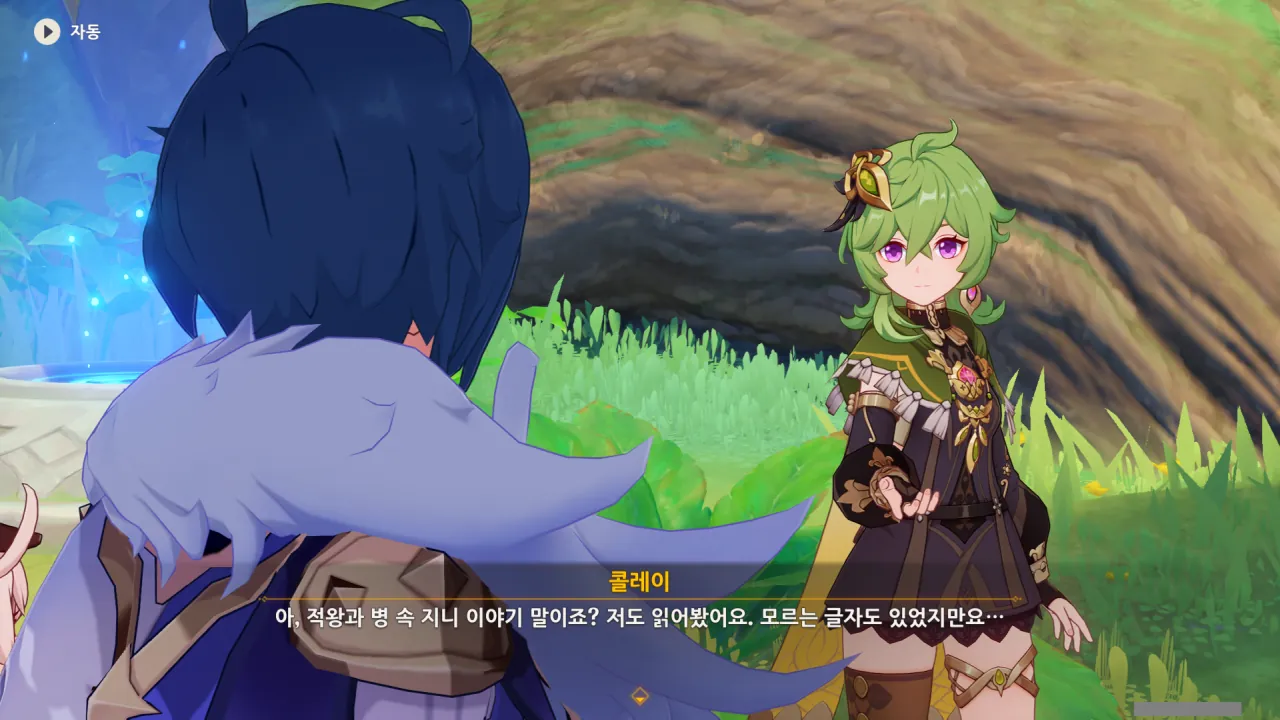 자동
콜레이
아, 적왕과 병 속 지니 이야기 말이죠? 저도 읽어봤어요. 모르는 글자도 있었지만요…